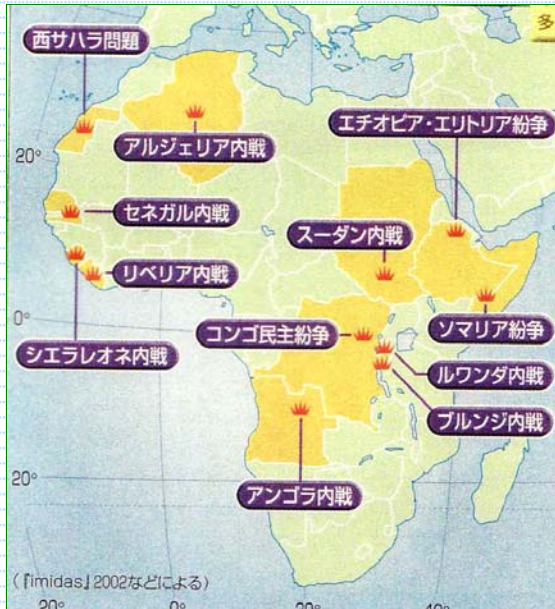 多
西サハラ問題
アルジェリア内戦
エチオピア・エリトリア紛争
20°
セネガル内戦
スーダン内戦
リベリア内戦
0°
コンゴ民主紛争
ソマリア紛争
シエラレオネ内戦
ルワンダ内戦
ブルンジ内戦
20°
アンゴラ内戦
(『imidas』2002などによる)
20°
0°
20°
40°